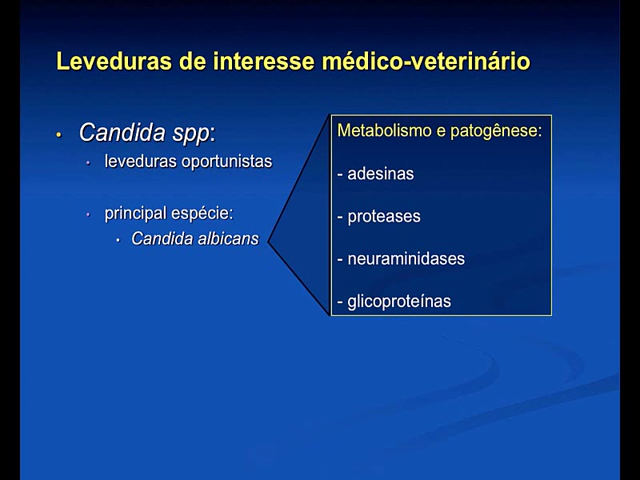 Leveduras de interesse médico-veterinário
• Candida spp:
• leveduras oportunistas
• principal espécie:
• Candida albicans
Metabolismo e patogênese:
- adesinas
- proteases
- neuraminidases
- glicoproteínas